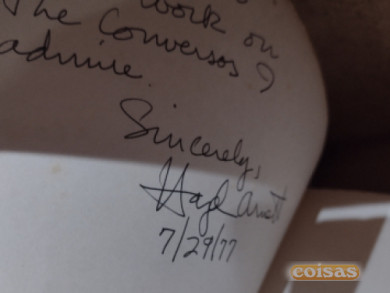 work on
The Conversos I
admire.
Sincerely,
7/29/77
coisas